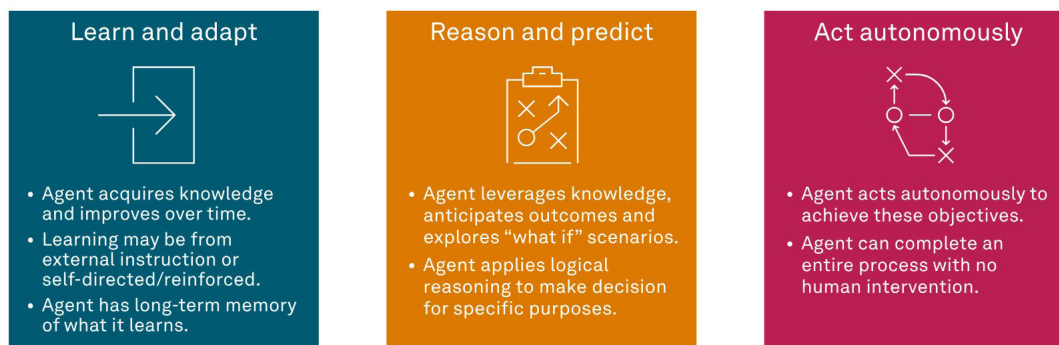 Learn and adapt
• Agent acquires knowledge
and improves over time.
• Learning may be from
external instruction or
self-directed/reinforced.
• Agent has long-term memory
of what it learns.
Reason and predict
• Agent leverages knowledge,
anticipates outcomes and
explores “what if” scenarios.
• Agent applies logical
reasoning to make decision
for specific purposes.
Act autonomously
• Agent acts autonomously to
achieve these objectives.
• Agent can complete an
entire process with no
human intervention.